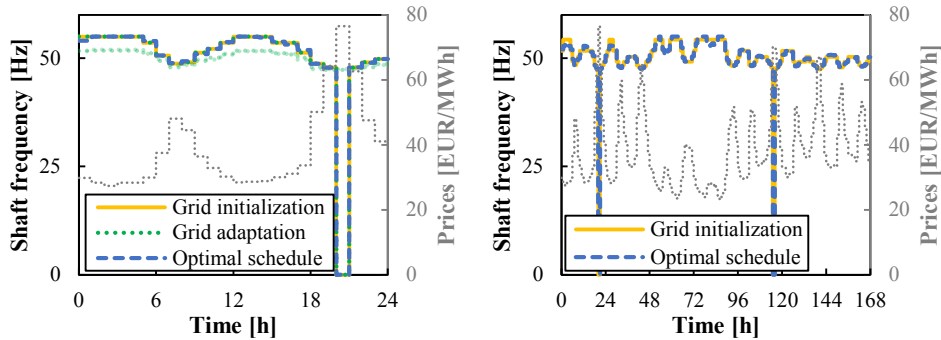 Shaft frequency [Hz]
50
25
0
Grid initialization
Grid adaptation
Optimal schedule
80
60
40
20
0
Prices [EUR/MWh]
0 6 12 18 24
Time [h]
Shaft frequency [Hz]
50
25
0
Grid initialization
Optimal schedule
80
60
40
20
0
Prices [EUR/MWh]
0 24 48 72 96 120 144 168
Time [h]